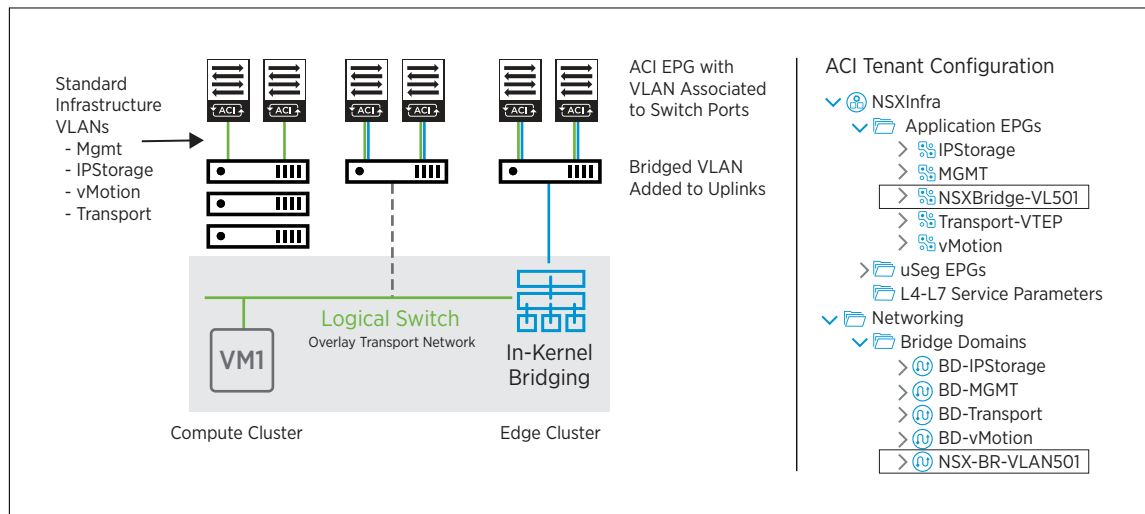 Standard
Infrastructure
VLANs
- Mgmt
- IPStorage
- vMotion
- Transport
ACI
ACI
ACI
ACI
ACI
ACI
ACI EPG with
VLAN Associated
to Switch Ports
Bridged VLAN
Added to Uplinks
Logical Switch
Overlay Transport Network
VM1
In-Kernel
Bridging
Compute Cluster
Edge Cluster
ACI Tenant Configuration
NSXInfra
Application EPGs
IPStorage
MGMT
NSXBridge-VL501
Transport-VTEP
vMotion
uSeg EPGs
L4-L7 Service Parameters
Networking
Bridge Domains
BD-IPStorage
BD-MGMT
BD-Transport
BD-vMotion
NSX-BR-VLAN501